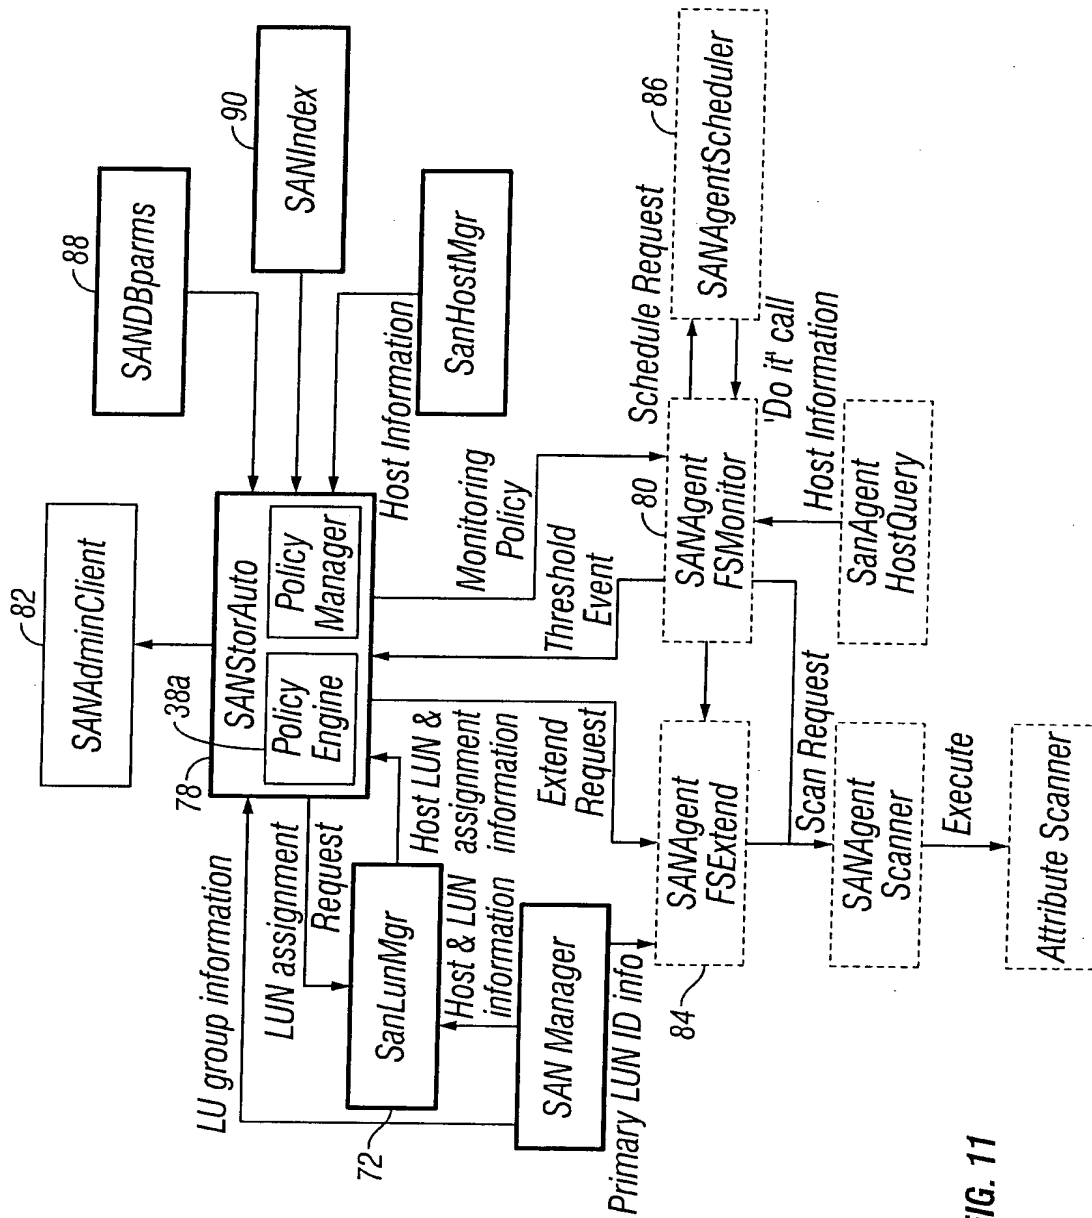 82
SANAdminClient
88
SANDBparms
90
SANIndex
SanHostMgr
Host Information
78
SANStorAuto
38a
Policy
Engine
Policy
Manager
LU group information
LUN assignment
Request
72
SanLunMgr
Host LUN &
assignment
information
Host & LUN
information
SAN Manager
Primary LUN ID info
Extend
Request
Threshold
Event
Monitoring
Policy
Schedule Request
84
SANAgent
FSExtend
80
SANAgent
FSMonitor
86
SANAgentScheduler
'Do it' call
Host Information
Scan Request
SANAgent
Scanner
SanAgent
HostQuery
Execute
Attribute Scanner
FIG. 11